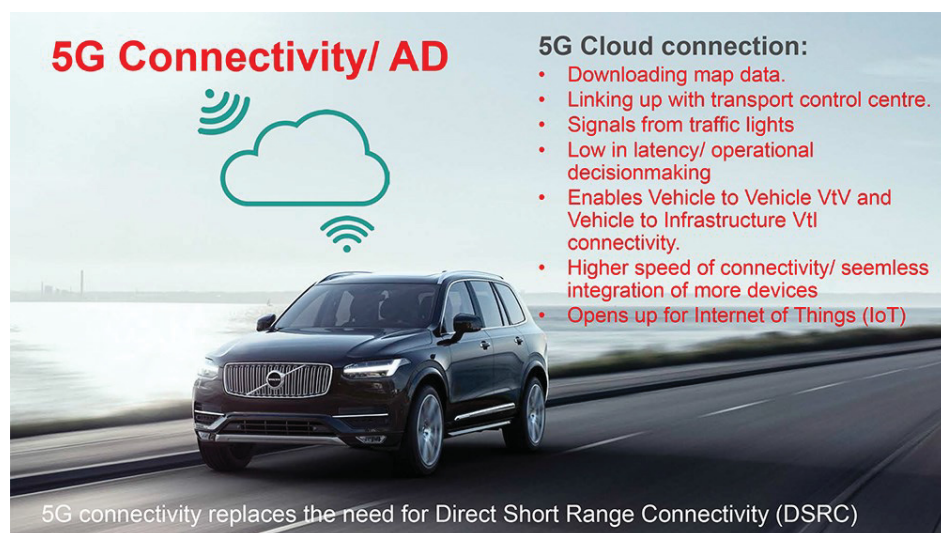 5G Connectivity/ AD
5G Cloud connection:
• Downloading map data.
• Linking up with transport control centre.
• Signals from traffic lights
• Low in latency/ operational
decisionmaking
• Enables Vehicle to Vehicle VtV and
Vehicle to Infrastructure VtI
connectivity.
• Higher speed of connectivity/ seemless
integration of more devices
• Opens up for Internet of Things (IoT)
VOLVO
5G connectivity replaces the need for Direct Short Range Connectivity (DSRC)